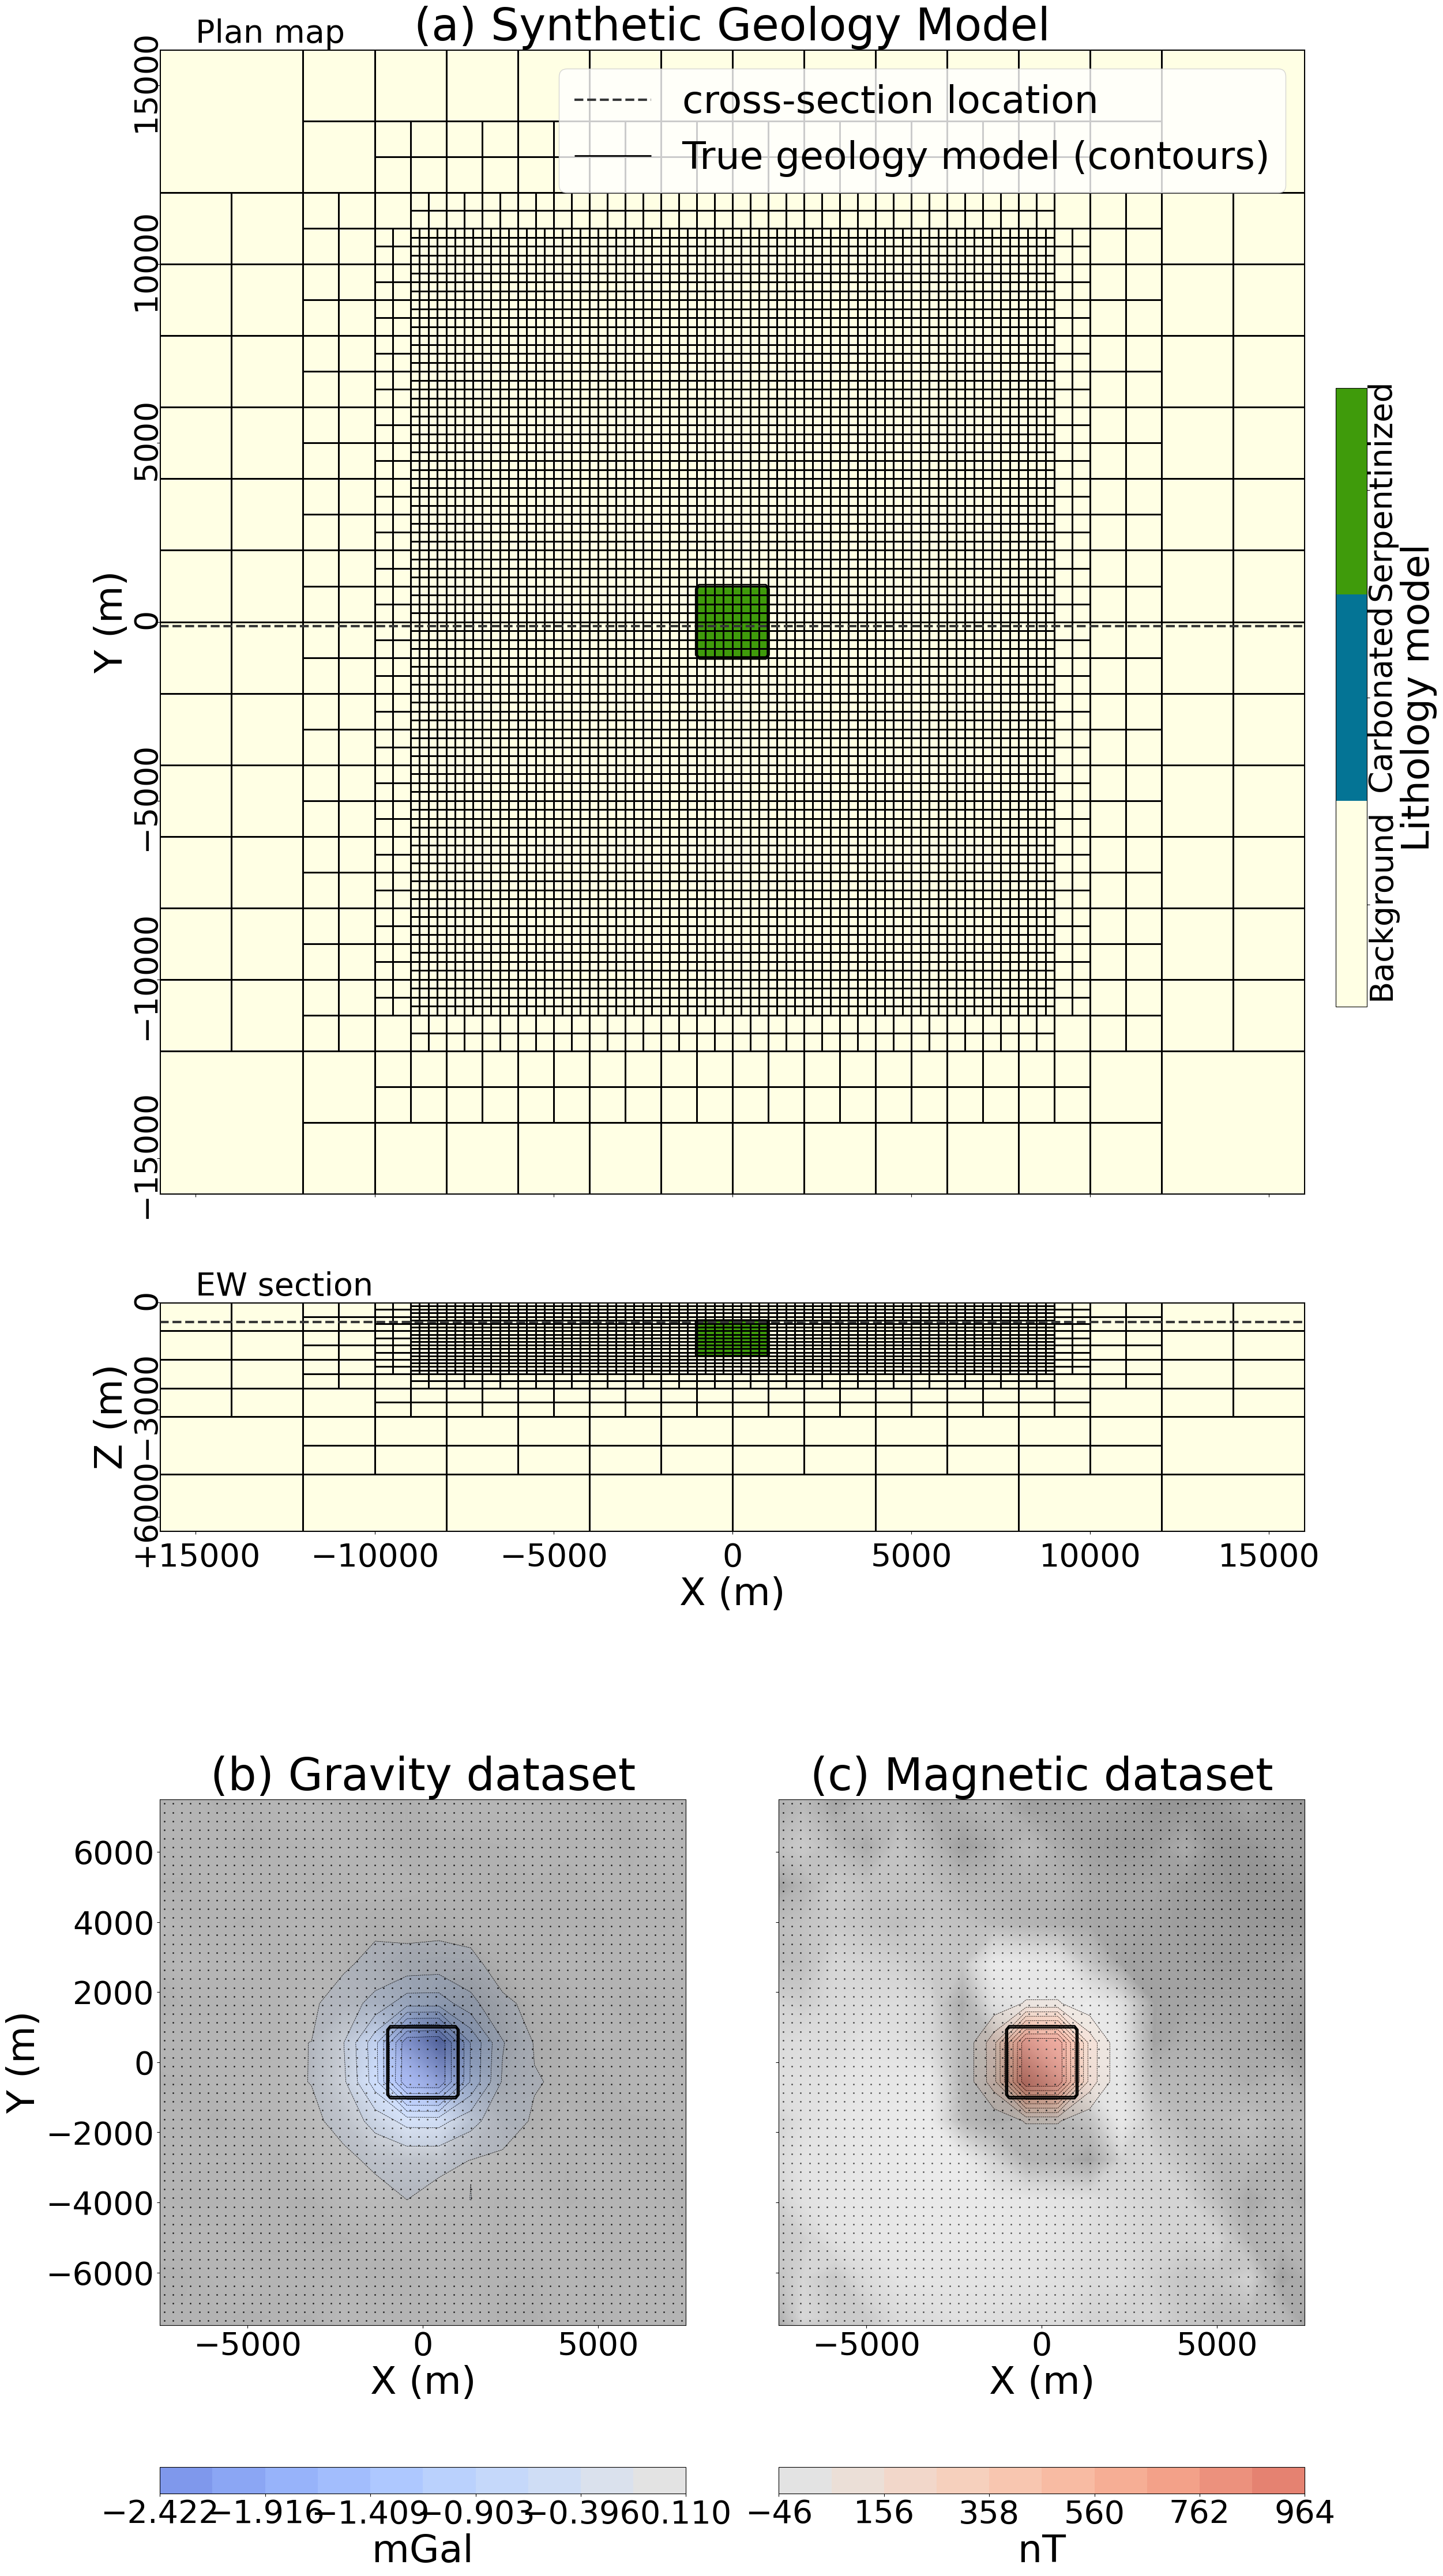 (a) Synthetic Geology Model
Plan map
cross-section location
True geology model (contours)
15000
10000
5000
0
−5000
−10000
−15000
Y (m)
Serpentinized
Carbonated
Background
Lithology model
EW section
0
−3000
−6000
Z (m)
+15000 −10000 −5000 0 5000 10000 15000
X (m)
(b) Gravity dataset
(c) Magnetic dataset
6000
4000
2000
0
−2000
−4000
−6000
Y (m)
−5000 0 5000
−5000 0 5000
X (m)
X (m)
−2.422 −1.916 −1.409 −0.903 −0.396 0.110
mGal
−46 156 358 560 762 964
nT